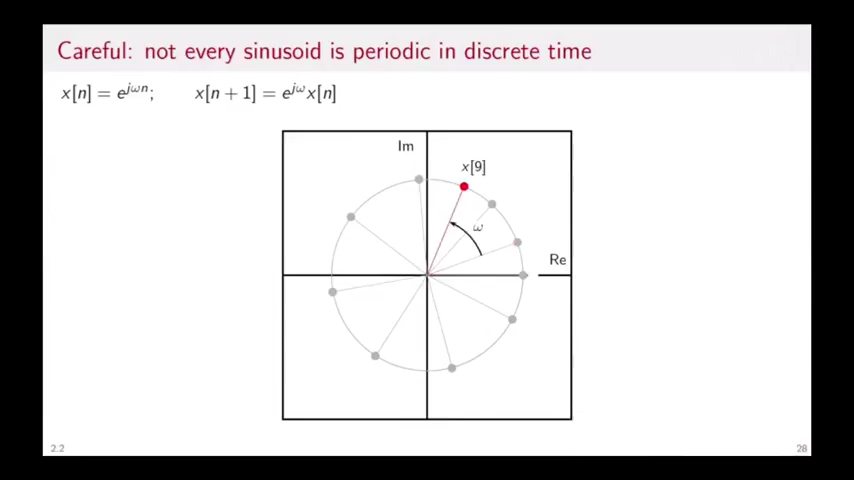 Careful: not every sinusoid is periodic in discrete time
x[n] = e^{jωn};  x[n + 1] = e^{jω}x[n]
Im
x[9]
ω
Re
2.2
28